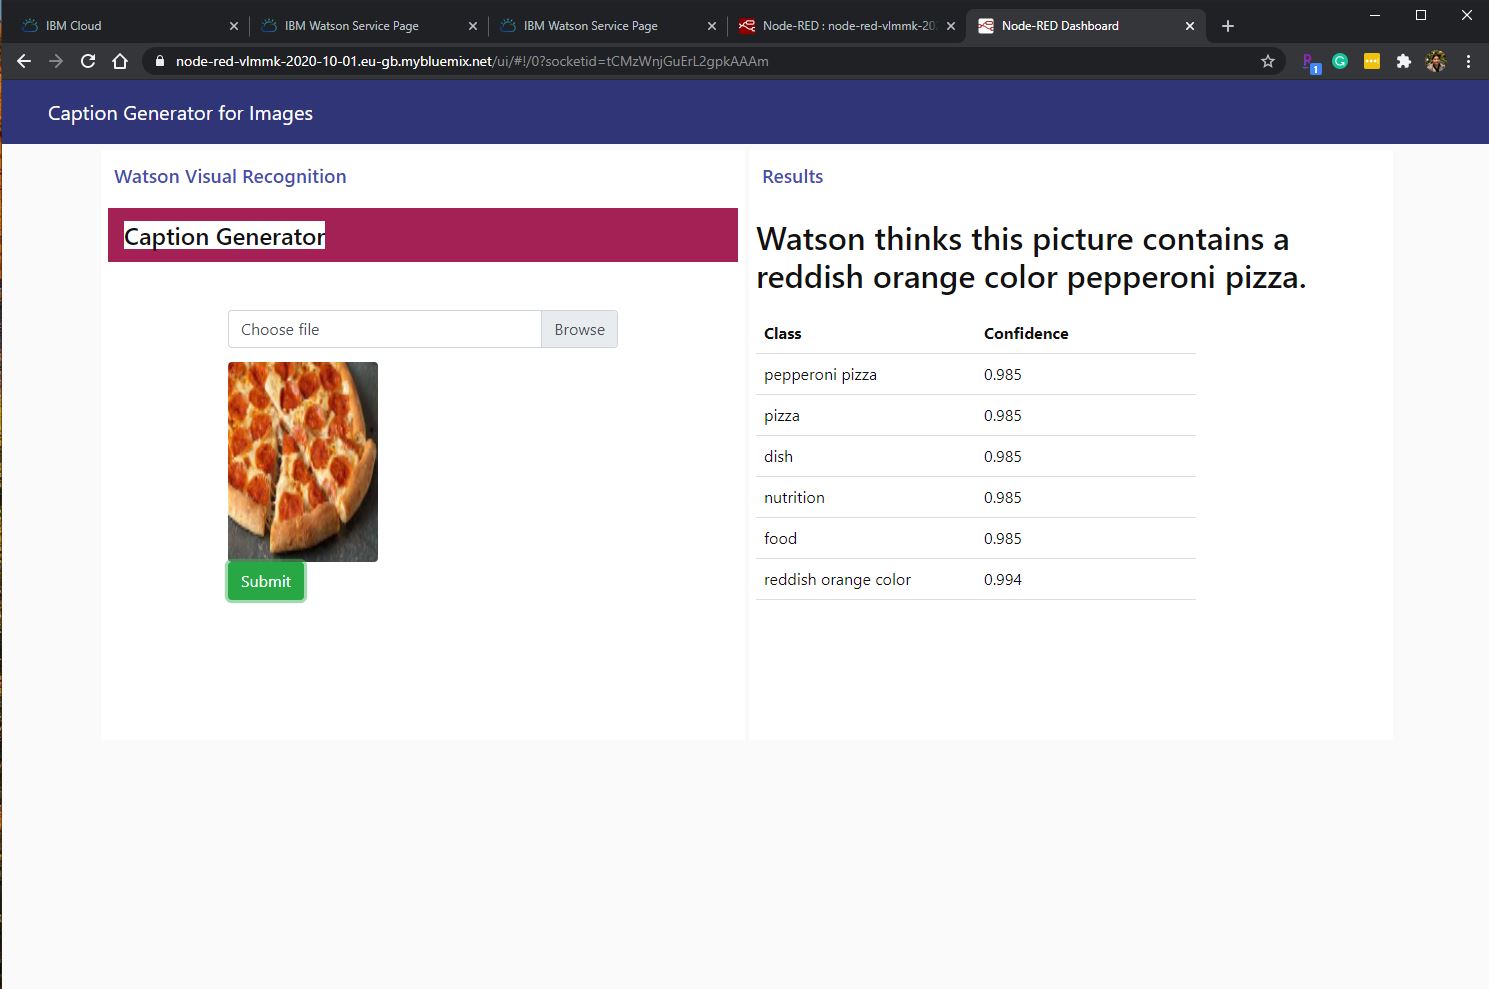 IBM Cloud
IBM Watson Service Page
IBM Watson Service Page
Node-RED : node-red-vlmmk-20
Node-RED Dashboard
node-red-vlmmk-2020-10-01.eu-gb.mybluemix.net/ui/#!/0?socketid=tCMzWnjGuErL2gpkAAAm
1
Caption Generator for Images
Watson Visual Recognition
Caption Generator
Choose file Browse
Submit
Results
Watson thinks this picture contains a
reddish orange color pepperoni pizza.
Class Confidence
pepperoni pizza 0.985
pizza 0.985
dish 0.985
nutrition 0.985
food 0.985
reddish orange color 0.994